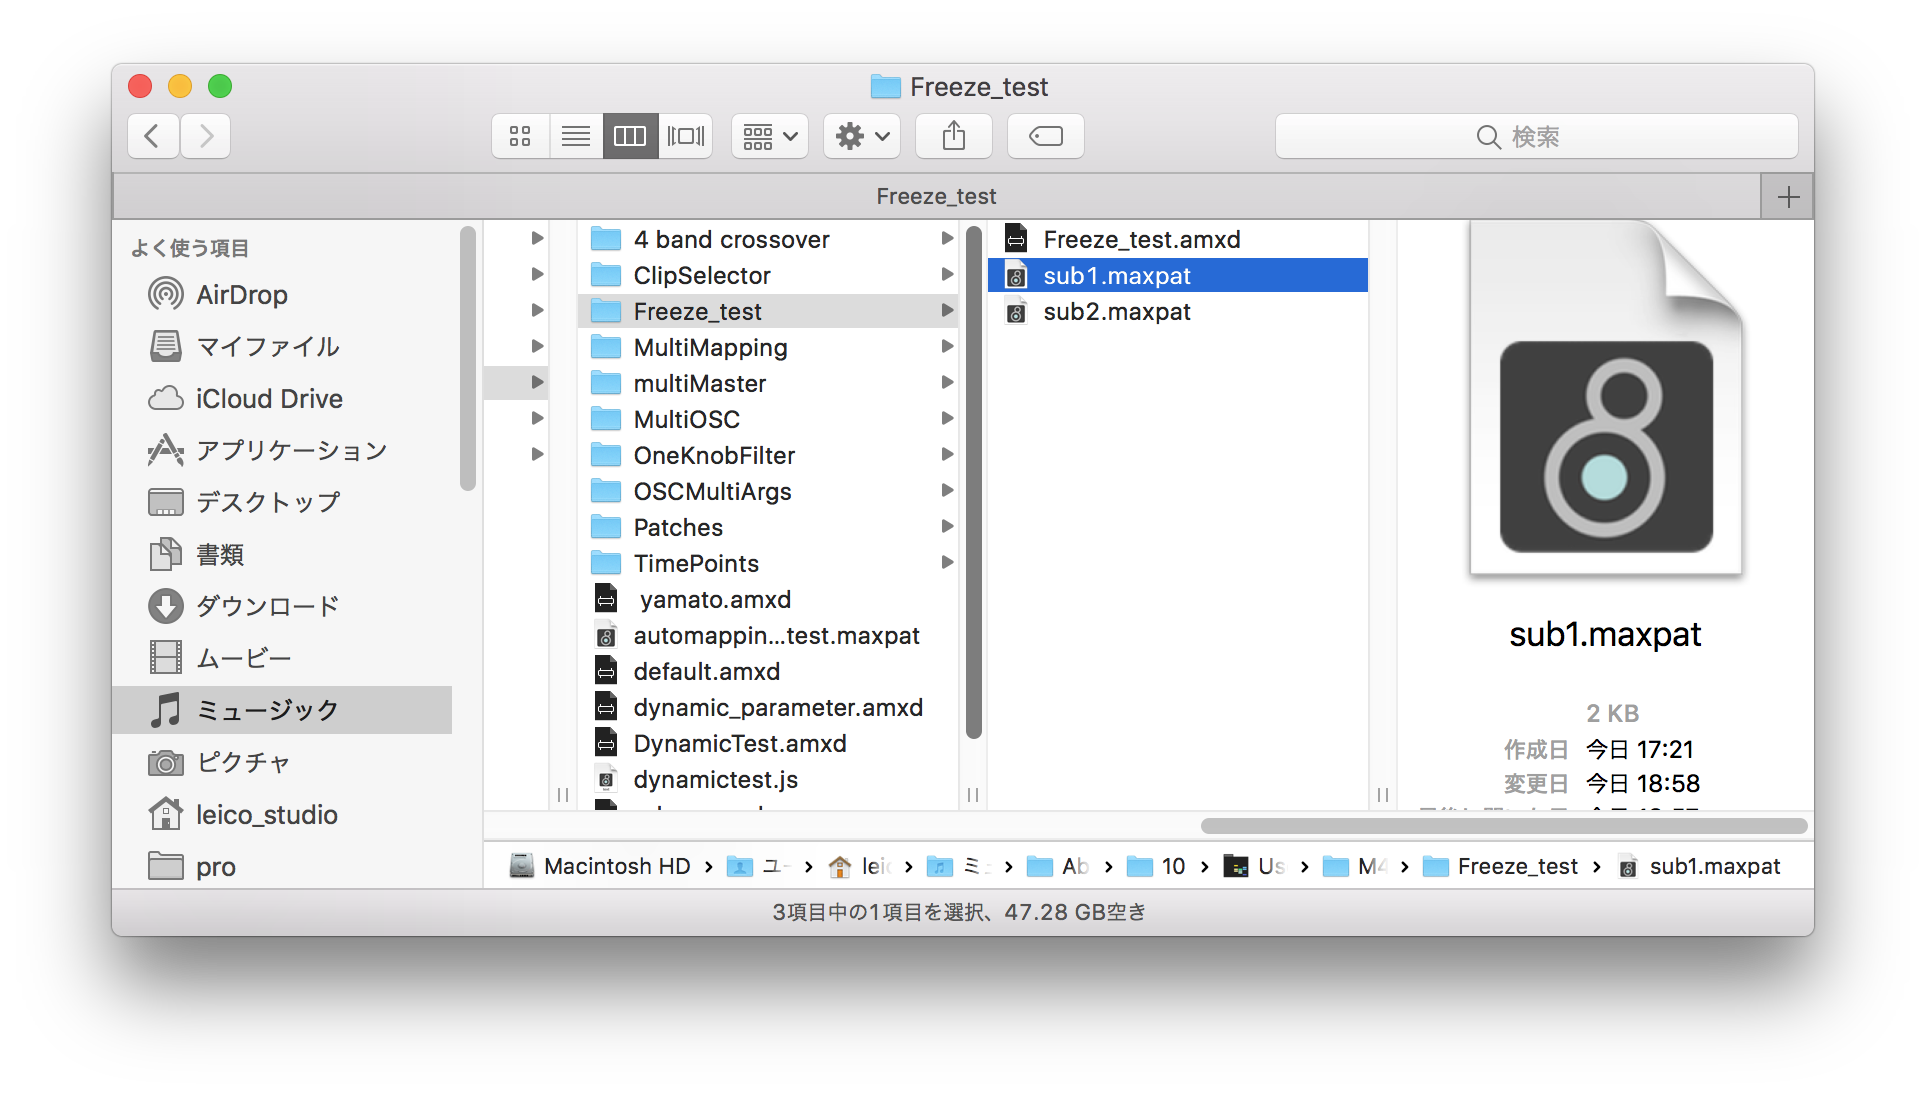 Freeze_test
検索
Freeze_test
よく使う項目
AirDrop
マイファイル
iCloud Drive
アプリケーション
デスクトップ
書類
ダウンロード
ムービー
ミュージック
ピクチャ
leico_studio
pro
4 band crossover
ClipSelector
Freeze_test
MultiMapping
multiMaster
MultiOSC
OneKnobFilter
OSCMultiArgs
Patches
TimePoints
yamato.amxd
automappin...test.maxpat
default.amxd
dynamic_parameter.amxd
DynamicTest.amxd
dynamictest.js
Freeze_test.amxd
sub1.maxpat
sub2.maxpat
sub1.maxpat
2 KB
作成日 今日 17:21
変更日 今日 18:58
Macintosh HD › ユー › leic › ミュ › Ab › 10 › Us › M4 › Freeze_test › sub1.maxpat
3項目中の1項目を選択、47.28 GB空き